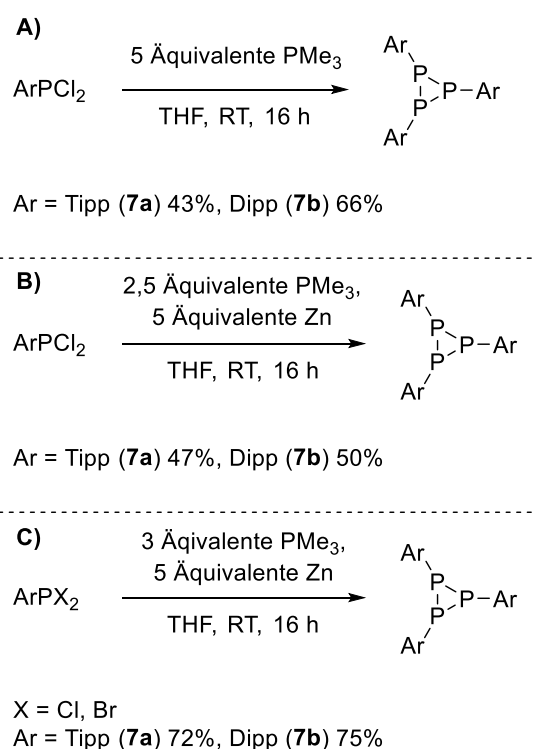 A)
5 Äquivalente PMe₃
ArPCl₂
THF, RT, 16 h
Ar
P
P–Ar
P
Ar
Ar = Tipp (7a) 43%, Dipp (7b) 66%
B)
2,5 Äquivalente PMe₃,
5 Äquivalente Zn
ArPCl₂
THF, RT, 16 h
Ar
P
P–Ar
P
Ar
Ar = Tipp (7a) 47%, Dipp (7b) 50%
C)
3 Äqivalente PMe₃,
5 Äquivalente Zn
ArPX₂
THF, RT, 16 h
Ar
P
P–Ar
P
Ar
X = Cl, Br
Ar = Tipp (7a) 72%, Dipp (7b) 75%